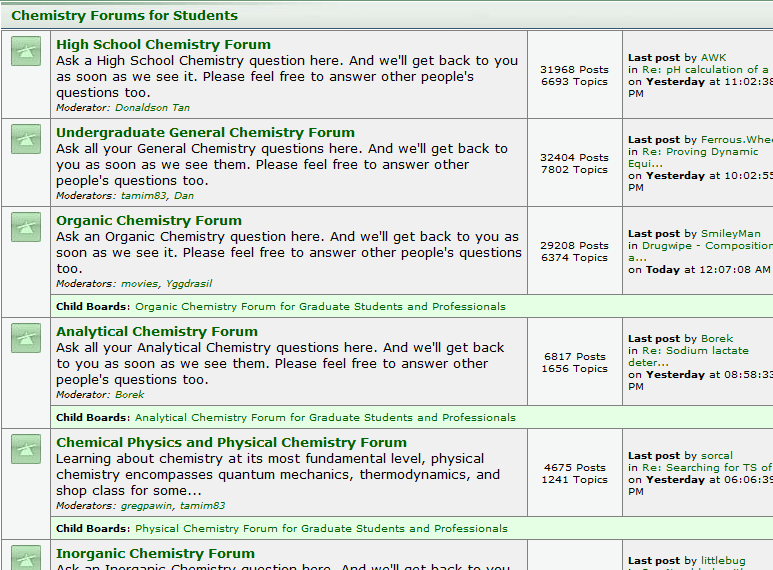 Chemistry Forums for Students
High School Chemistry Forum
Ask a High School Chemistry question here. And we'll get back to you
as soon as we see it. Please feel free to answer other people's
questions too.
Moderator: Donaldson Tan
31968 Posts
6693 Topics
Last post by AWK
in Re: pH calculation of a
on Yesterday at 11:02:38
PM
Undergraduate General Chemistry Forum
Ask all your General Chemistry questions here. And we'll get back to
you as soon as we see them. Please feel free to answer other
people's questions too.
Moderators: tamim83, Dan
32404 Posts
7802 Topics
Last post by Ferrous.Whee
in Re: Proving Dynamic
Equi...
on Yesterday at 10:02:55
PM
Organic Chemistry Forum
Ask an Organic Chemistry question here. And we'll get back to you as
soon as we see it. Please feel free to answer other people's questions
too.
Moderators: movies, Yggdrasil
29208 Posts
6374 Topics
Last post by SmileyMan
in Drugwipe - Composition
a...
on Today at 12:07:08 AM
Child Boards: Organic Chemistry Forum for Graduate Students and Professionals
Analytical Chemistry Forum
Ask all your Analytical Chemistry questions here. And we'll get back
to you as soon as we see them. Please feel free to answer other
people's questions too.
Moderator: Borek
6817 Posts
1656 Topics
Last post by Borek
in Re: Sodium lactate
deter...
on Yesterday at 08:58:33
PM
Child Boards: Analytical Chemistry Forum for Graduate Students and Professionals
Chemical Physics and Physical Chemistry Forum
Learning about chemistry at its most fundamental level, physical
chemistry encompasses quantum mechanics, thermodynamics, and
shop class for some...
Moderators: gregpawin, tamim83
4675 Posts
1241 Topics
Last post by sorcal
in Re: Searching for TS of
on Yesterday at 06:06:39
PM
Child Boards: Physical Chemistry Forum for Graduate Students and Professionals
Inorganic Chemistry Forum
Ask an Inorganic Chemistry question here. And we'll get back to you
Last post by littlebug